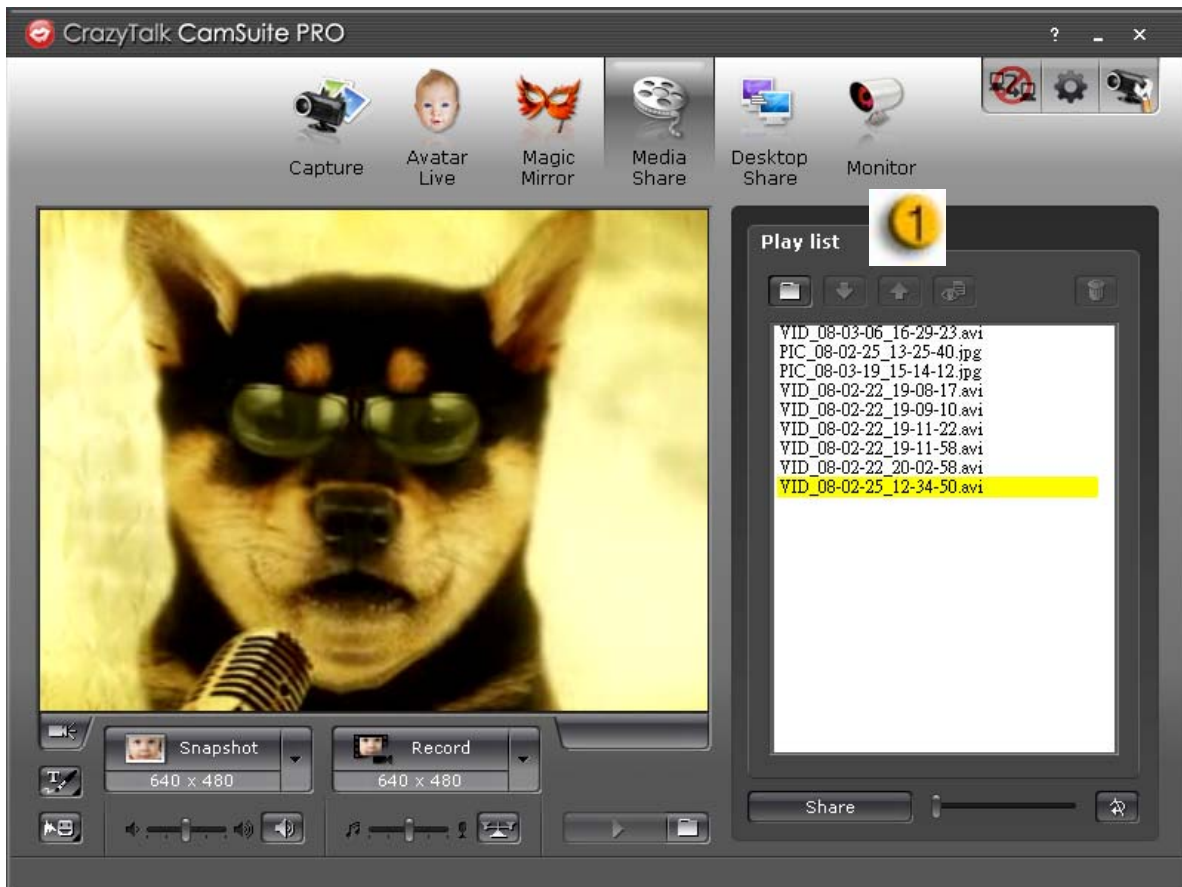 CrazyTalk CamSuite PRO
Capture
Avatar
Live
Magic
Mirror
Media
Share
Desktop
Share
Monitor
1
Play list
VID_08-03-06_16-29-23.avi
PIC_08-02-25_13-25-40.jpg
PIC_08-03-19_15-14-12.jpg
VID_08-02-22_19-08-17.avi
VID_08-02-22_19-09-10.avi
VID_08-02-22_19-11-22.avi
VID_08-02-22_19-11-58.avi
VID_08-02-22_20-02-58.avi
VID_08-02-25_12-34-50.avi
Snapshot
640 x 480
Record
640 x 480
Share